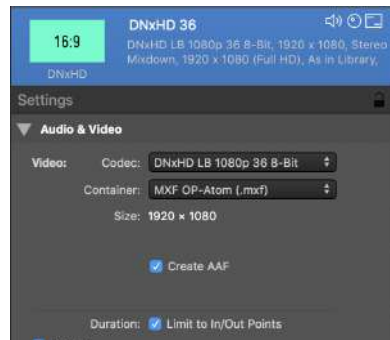 DNxHD 36
16:9
DNxHD LB 1080p 36 8-Bit, 1920 x 1080, Stereo
Mixdown, 1920 x 1080 (Full HD), As in Library,
DNxHD
Settings
Audio & Video
Video: Codec: DNxHD LB 1080p 36 8-Bit
Container: MXF OP-Atom (.mxf)
Size: 1920 × 1080
Create AAF
Duration: Limit to In/Out Points